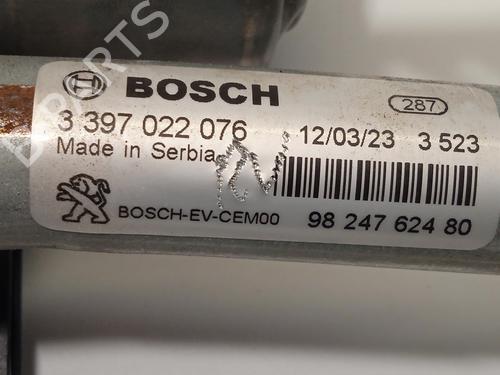 BOSCH
287
3 397 022 076
12/03/23
3 523
Made in Serbia
BOSCH-EV-CEM00
98 247 624 80